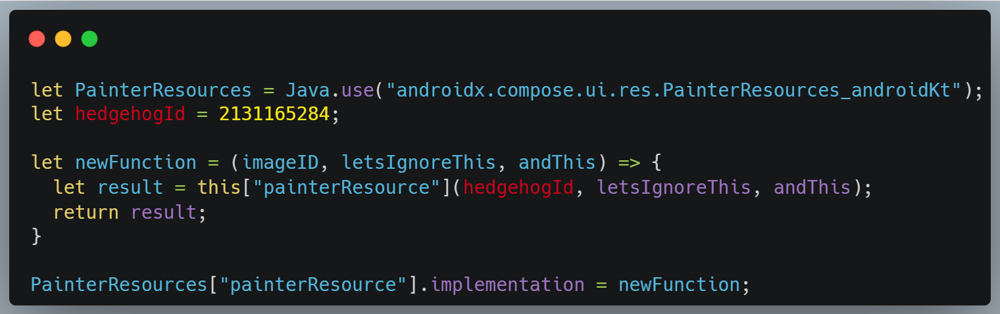 let PainterResources = Java.use("androidx.compose.ui.res.PainterResources_androidKt");
let hedgehogId = 2131165284;
let newFunction = (imageID, letsIgnoreThis, andThis) => {
  let result = this["painterResource"](hedgehogId, letsIgnoreThis, andThis);
  return result;
}
PainterResources["painterResource"].implementation = newFunction;